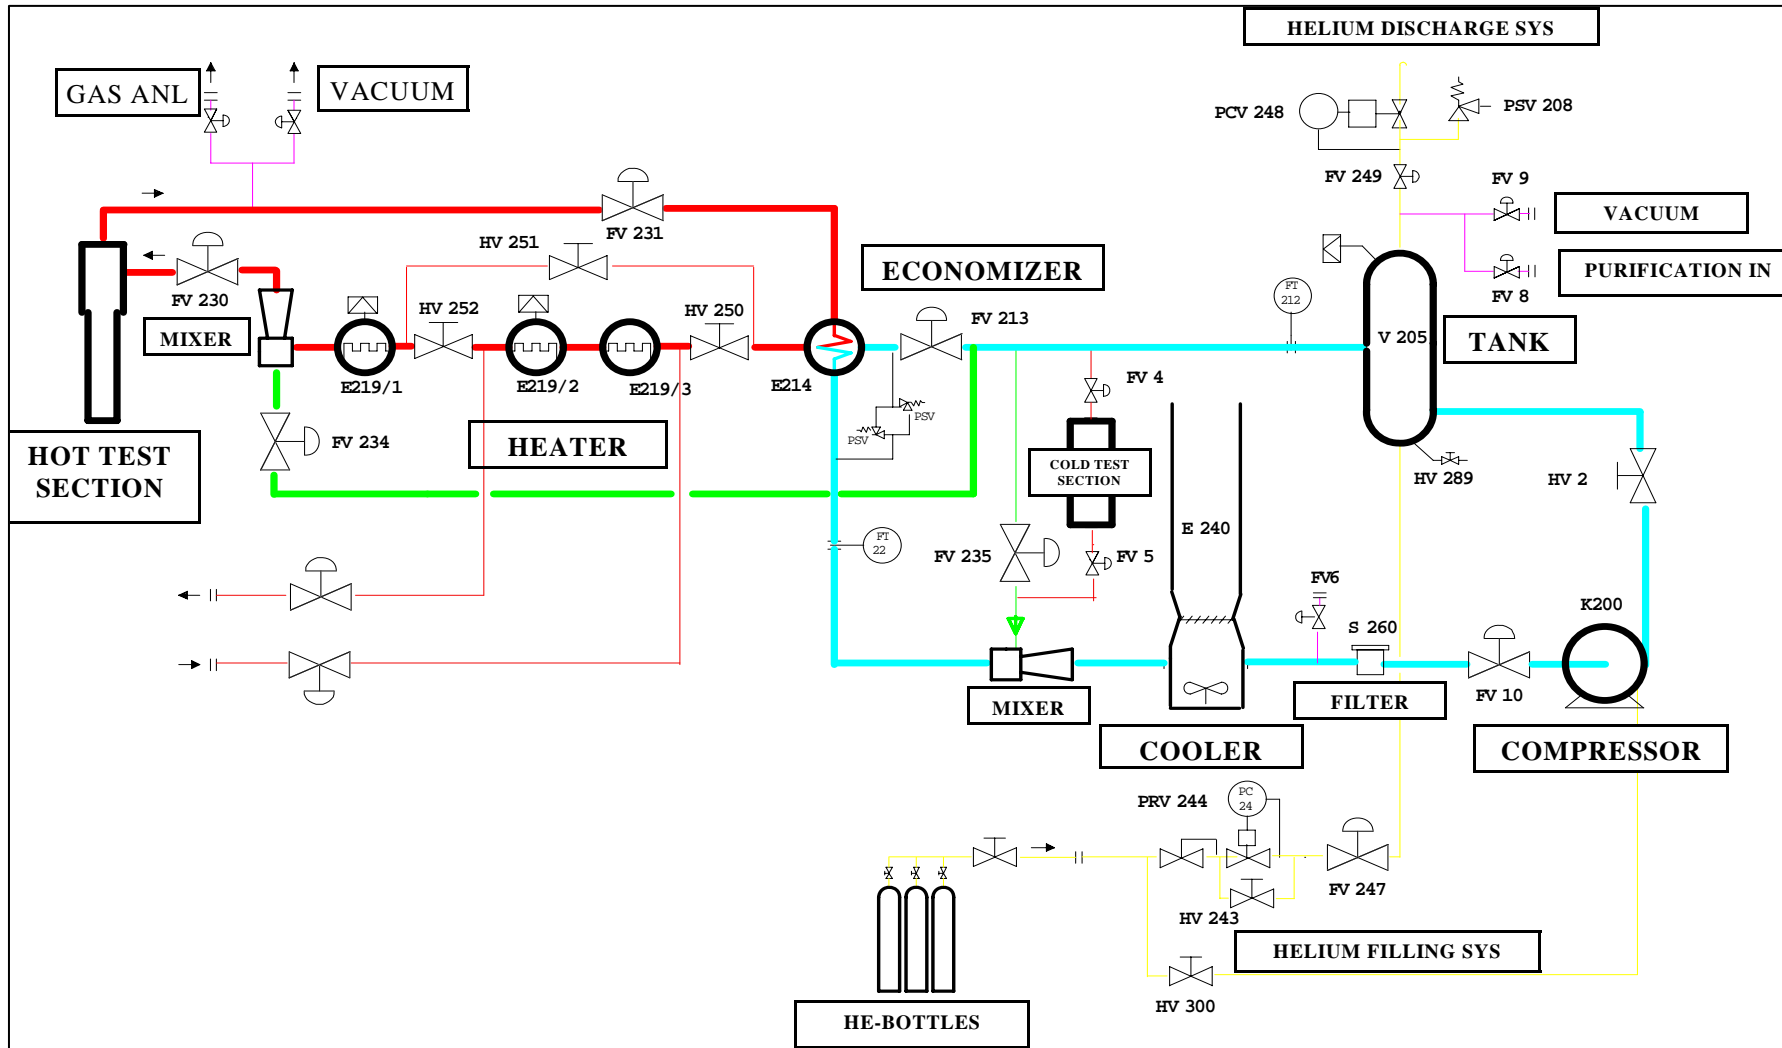 HELIUM DISCHARGE SYS
GAS ANL
VACUUM
PCV 248
PSV 208
FV 249
FV 9
VACUUM
PURIFICATION IN
FV 8
FV 231
HV 251
ECONOMIZER
FT
212
FV 230
HV 252
HV 250
FV 213
MIXER
V 205
TANK
E219/1
E219/2
E219/3
E214
FV 4
PSV
PSV
FV 234
HEATER
HOT TEST
SECTION
COLD TEST
SECTION
HV 289
HV 2
FT
22
FV 235
FV 5
E 240
FV6
K200
S 260
MIXER
FILTER
FV 10
COOLER
COMPRESSOR
PRV 244
PC
24
FV 247
HV 243
HELIUM FILLING SYS
HV 300
HE-BOTTLES